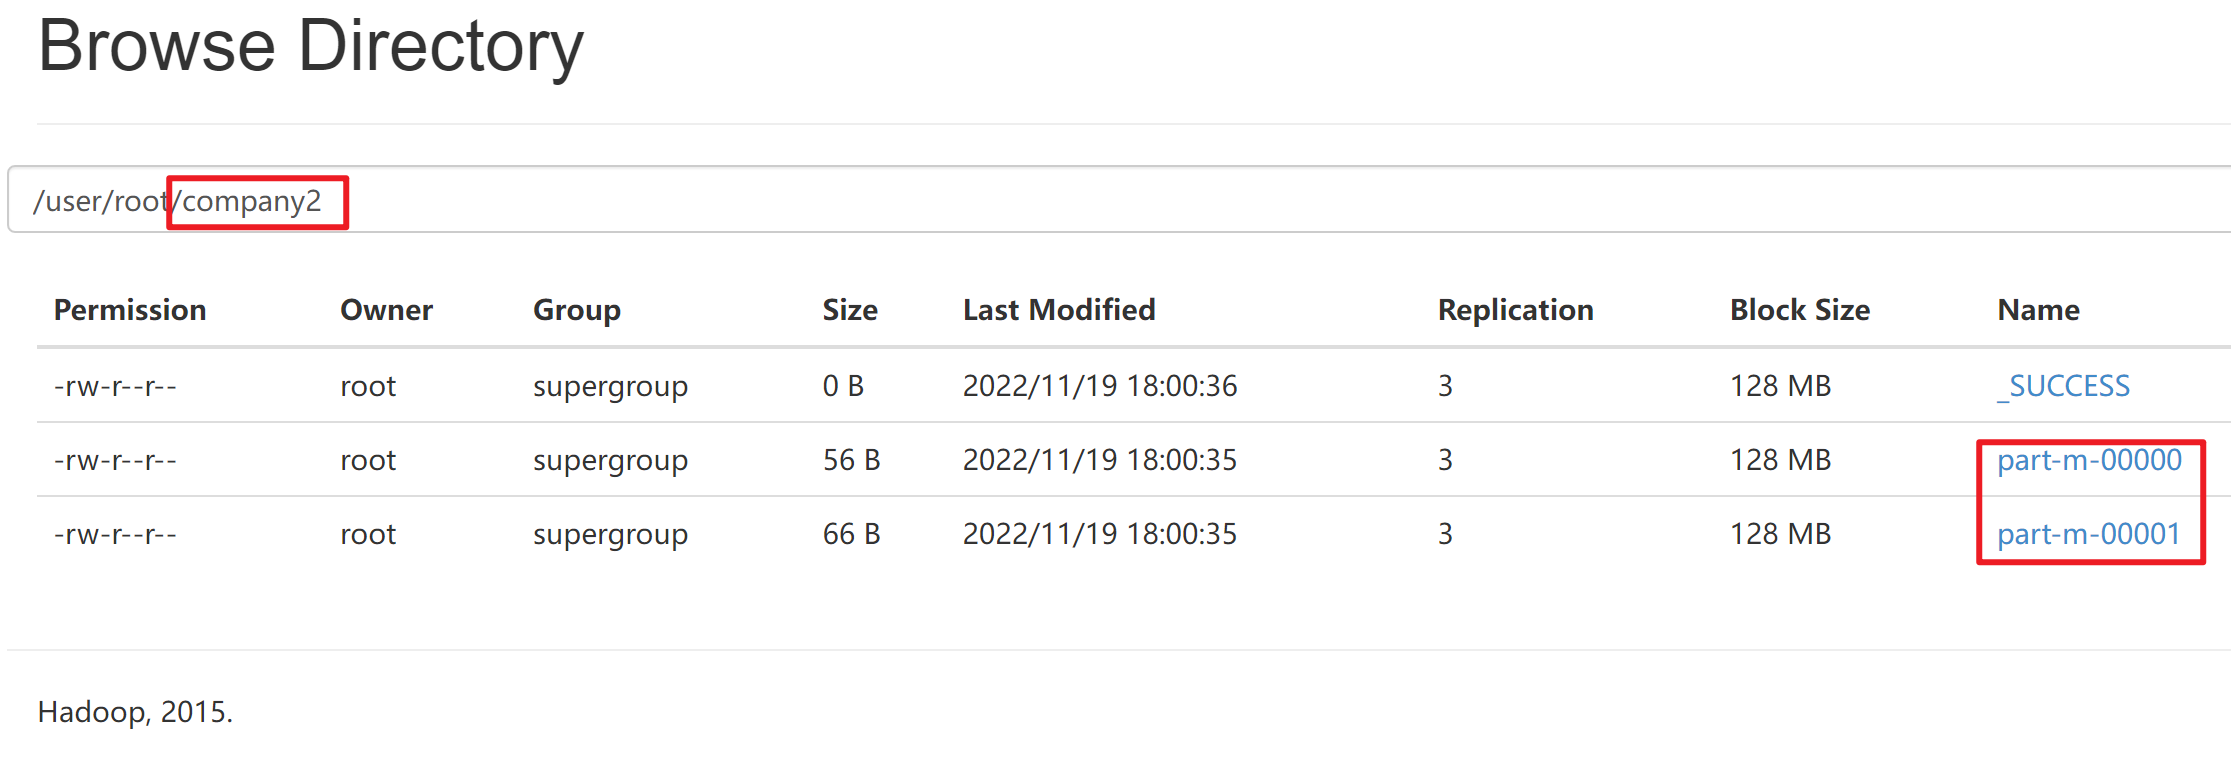 Browse Directory
/user/root/company2
Permission Owner Group Size Last Modified Replication Block Size Name
-rw-r--r-- root supergroup 0 B 2022/11/19 18:00:36 3 128 MB _SUCCESS
-rw-r--r-- root supergroup 56 B 2022/11/19 18:00:35 3 128 MB part-m-00000
-rw-r--r-- root supergroup 66 B 2022/11/19 18:00:35 3 128 MB part-m-00001
Hadoop, 2015.